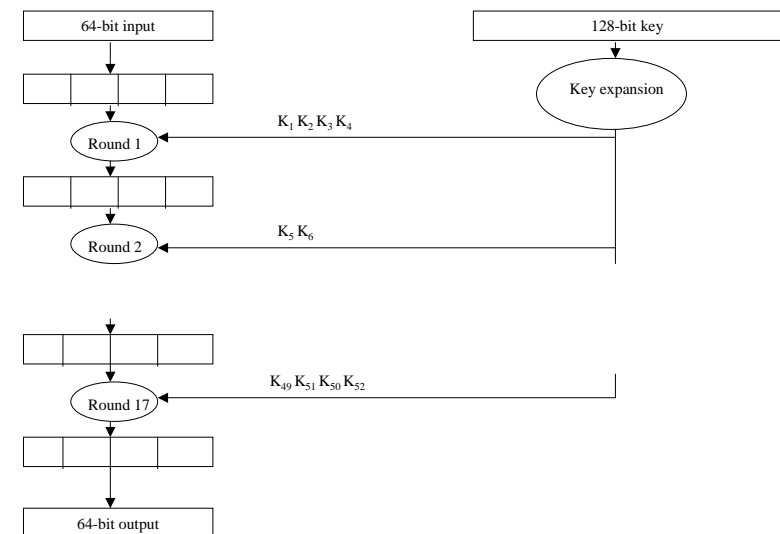 64-bit input
128-bit key
Key expansion
K₁ K₂ K₃ K₄
Round 1
K₅ K₆
Round 2
K₄₉ K₅₁ K₅₀ K₅₂
Round 17
64-bit output